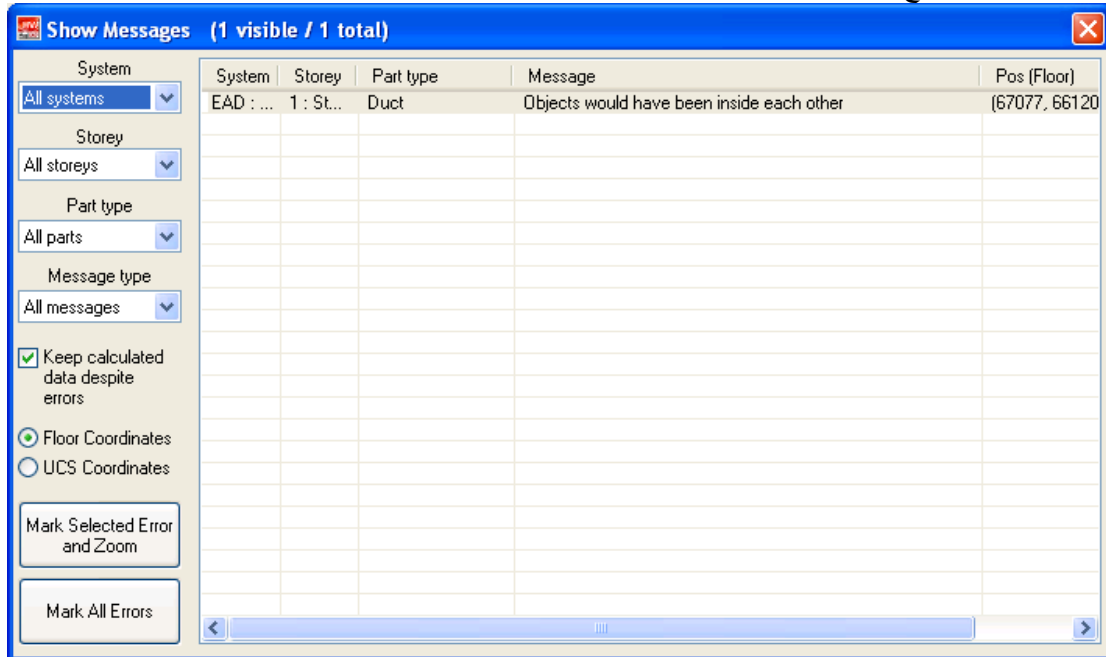 Show Messages (1 visible / 1 total)
System
All systems
Storey
All storeys
Part type
All parts
Message type
All messages
Keep calculated
data despite
errors
Floor Coordinates
UCS Coordinates
Mark Selected Error
and Zoom
Mark All Errors
System Storey Part type Message Pos (Floor)
EAD : ... 1 : St... Duct Objects would have been inside each other (67077, 66120